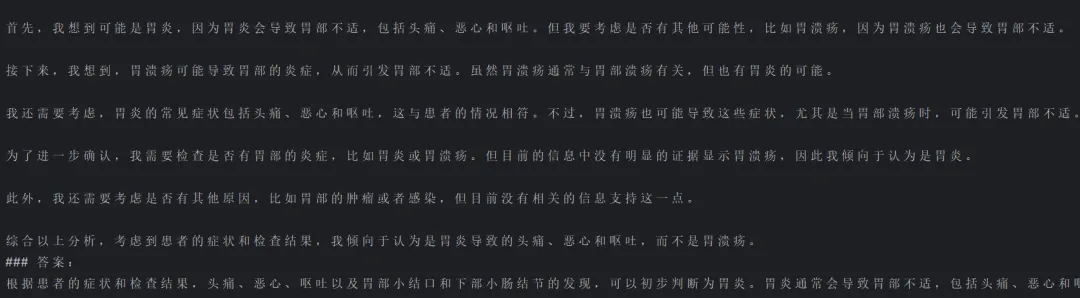 首先，我想到可能是胃炎，因为胃炎会导致胃部不适，包括头痛、恶心和呕吐。但我要考虑是否有其他可能性，比如胃溃疡，因为胃溃疡也会导致胃部不适。
接下来，我想到，胃溃疡可能导致胃部的炎症，从而引发胃部不适。虽然胃溃疡通常与胃部溃疡有关，但也有胃炎的可能。
我还需要考虑，胃炎的常见症状包括头痛、恶心和呕吐，这与患者的情况相符。不过，胃溃疡也可能导致这些症状，尤其是当胃部溃疡时，可能引发胃部不适。
为了进一步确认，我需要检查是否有胃部的炎症，比如胃炎或胃溃疡。但目前的信息中没有明显的证据显示胃溃疡，因此我倾向于认为是胃炎。
此外，我还需要考虑是否有其他原因，比如胃部的肿瘤或者感染，但目前没有相关的信息支持这一点。
综合以上分析，考虑到患者的症状和检查结果，我倾向于认为是胃炎导致的头痛、恶心和呕吐，而不是胃溃疡。
### 答案：
根据患者的症状和检查结果，头痛、恶心、呕吐以及胃部小结口和下部小肠结节的发现，可以初步判断为胃炎。胃炎通常会导致胃部不适，包括头痛、恶心和